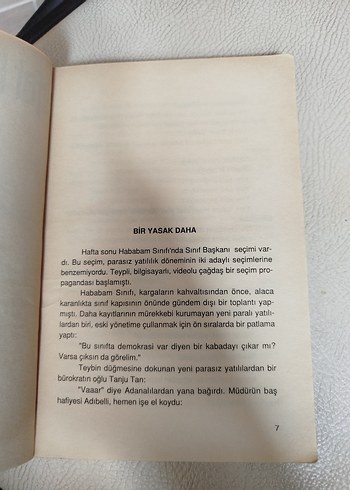 BİR YASAK DAHA
Hafta sonu Hababam Sınıfı'nda Sınıf Başkanı seçimi var-
dı. Bu seçim, parasız yatılılık döneminin iki adaylı seçimlerine
benzemiyordu. Teypli, bilgisayarlı, videolu çağdaş bir seçim pro-
pagandası başlamıştı.
Hababam Sınıfı, kargaların kahvaltısından önce, alaca
karanlıkta sınıf kapısının önünde gündem dışı bir toplantı yap-
mıştı. Daha kayıtlarının mürekkebi kurumayan yeni paralı yatılı-
lardan biri, eski yönetime çullanmak için ön sıralarda bir patlama
yaptı:
"Bu sınıfta demokrasi var diyen bir kabadayı çıkar mı?
Varsa çıksın da görelim."
Teybin düğmesine dokunan yeni parasız yatılılardan bir
bürokratın oğlu Tanju Tan:
"Vaaar" diye Adanalılardan yana bağırdı. Müdürün baş
hafiyesi Adıbelli, hemen işe el koydu:
7